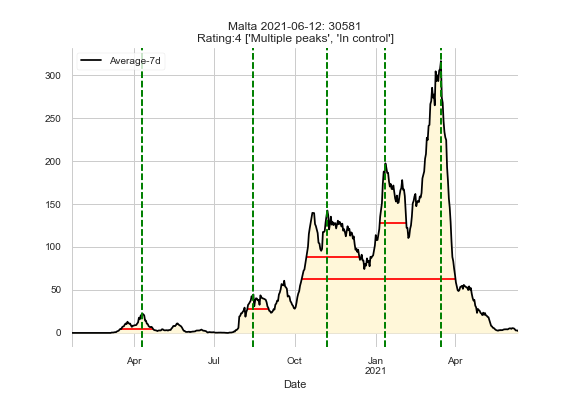 Malta 2021-06-12: 30581
Rating:4 ['Multiple peaks', 'In control']
Average-7d
300
250
200
150
100
50
0
Apr
Jul
Oct
Jan
2021
Apr
Date